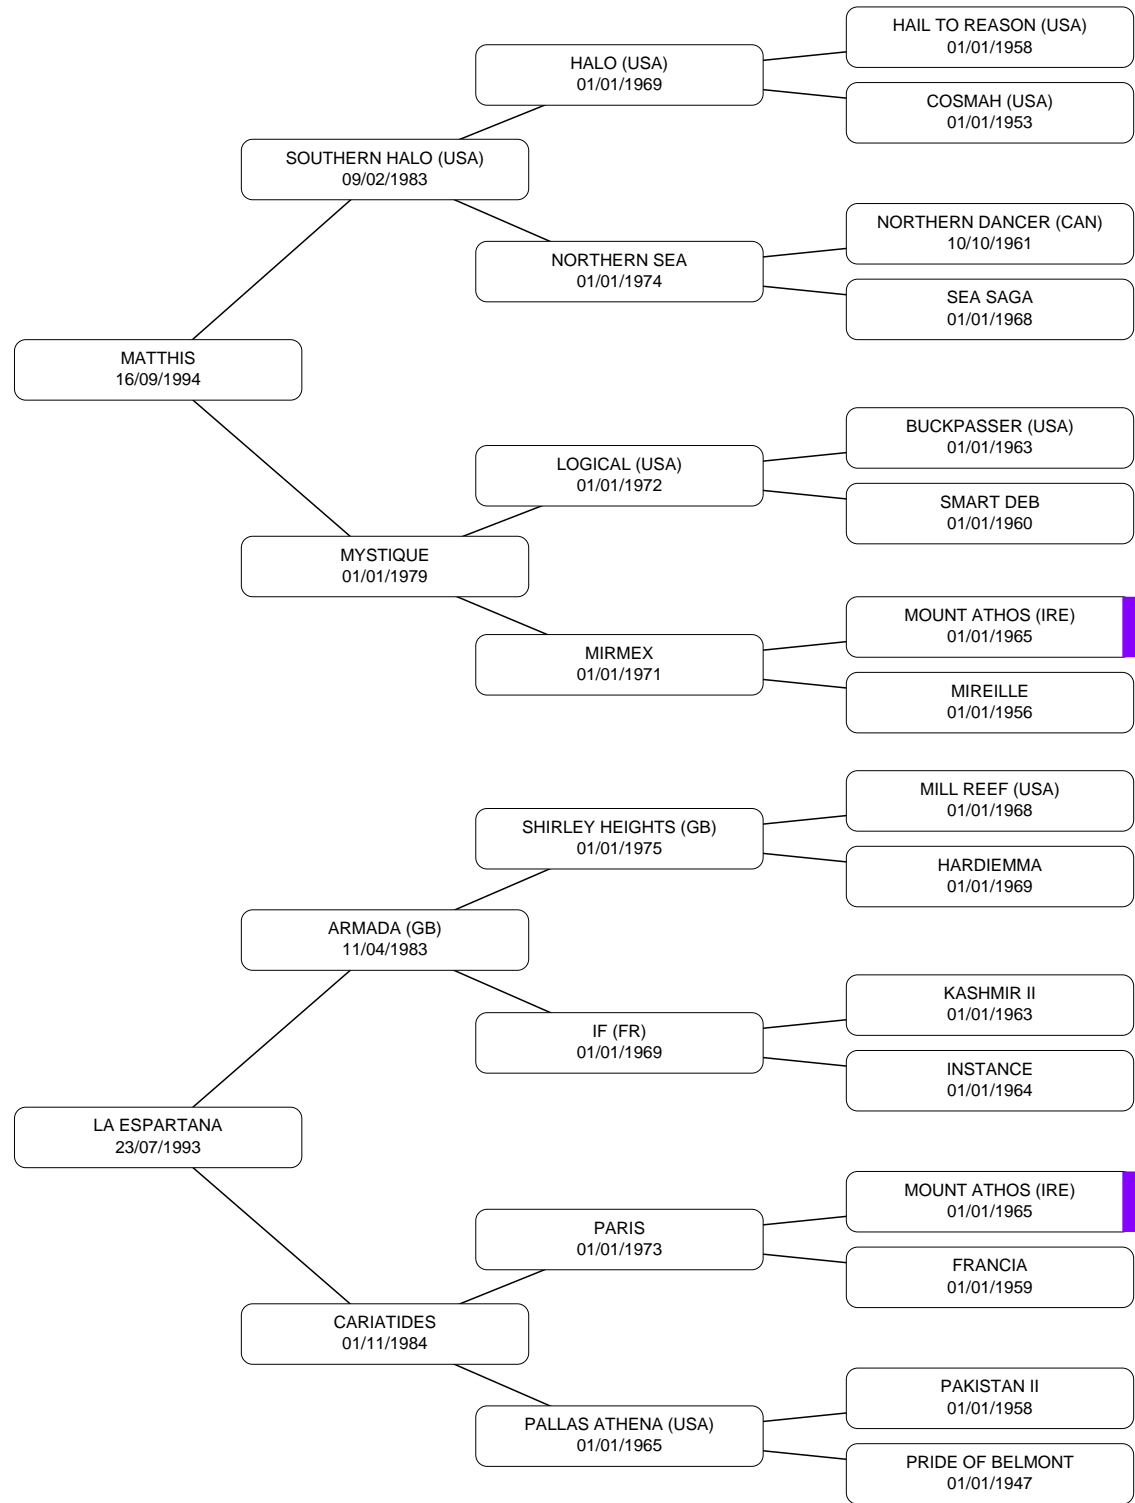 HAIL TO REASON (USA)
01/01/1958
HALO (USA)
01/01/1969
COSMAH (USA)
01/01/1953
SOUTHERN HALO (USA)
09/02/1983
NORTHERN DANCER (CAN)
10/10/1961
NORTHERN SEA
01/01/1974
SEA SAGA
01/01/1968
MATTHIS
16/09/1994
BUCKPASSER (USA)
01/01/1963
LOGICAL (USA)
01/01/1972
SMART DEB
01/01/1960
MYSTIQUE
01/01/1979
MOUNT ATHOS (IRE)
01/01/1965
MIRMEX
01/01/1971
MIREILLE
01/01/1956
MILL REEF (USA)
01/01/1968
SHIRLEY HEIGHTS (GB)
01/01/1975
HARDIEMMA
01/01/1969
ARMADA (GB)
11/04/1983
KASHMIR II
01/01/1963
IF (FR)
01/01/1969
INSTANCE
01/01/1964
LA ESPARTANA
23/07/1993
MOUNT ATHOS (IRE)
01/01/1965
PARIS
01/01/1973
FRANCIA
01/01/1959
CARIATIDES
01/11/1984
PAKISTAN II
01/01/1958
PALLAS ATHENA (USA)
01/01/1965
PRIDE OF BELMONT
01/01/1947